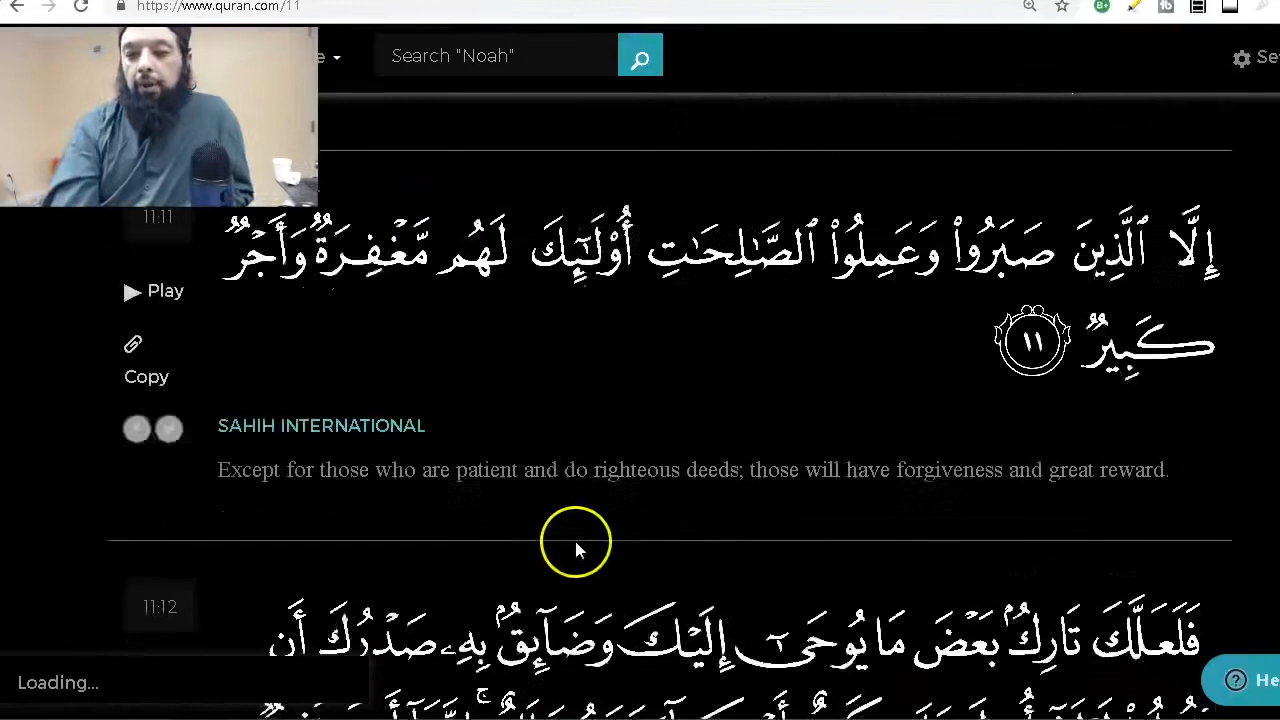 https://www.quran.com/11
e
Search "Noah"
Se
11:11
إِلَّا ٱلَّذِينَ صَبَرُوا۟ وَعَمِلُوا۟ ٱلصَّـٰلِحَـٰتِ أُو۟لَـٰٓئِكَ لَهُم مَّغْفِرَةٌ وَأَجْرٌ
كَبِيرٌ ١١
Play
Copy
SAHIH INTERNATIONAL
Except for those who are patient and do righteous deeds; those will have forgiveness and great reward.
11:12
فَلَعَلَّكَ تَارِكٌۢ بَعْضَ مَا يُوحَىٰٓ إِلَيْكَ وَضَآئِقٌۢ بِهِۦ صَدْرُكَ أَن
Loading...
He